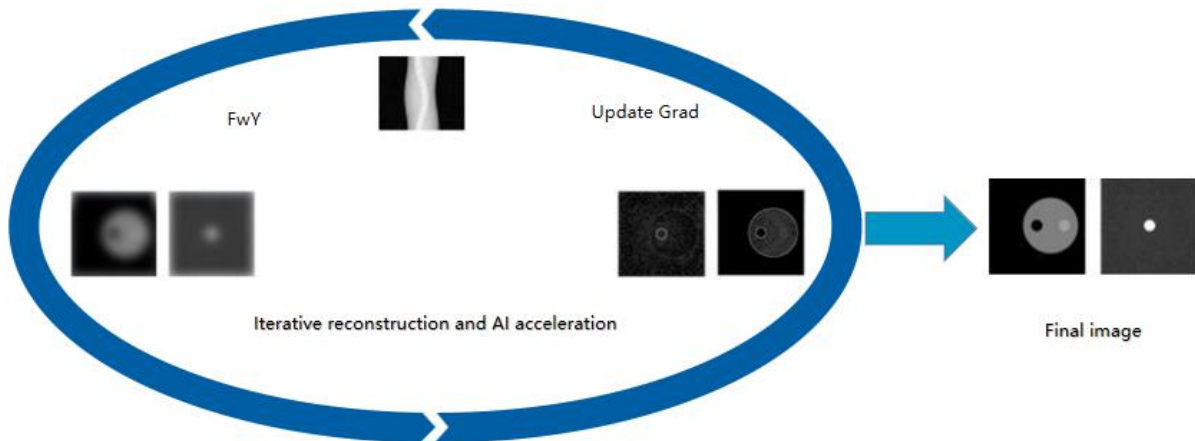 FwY
Update Grad
Iterative reconstruction and AI acceleration
Final image